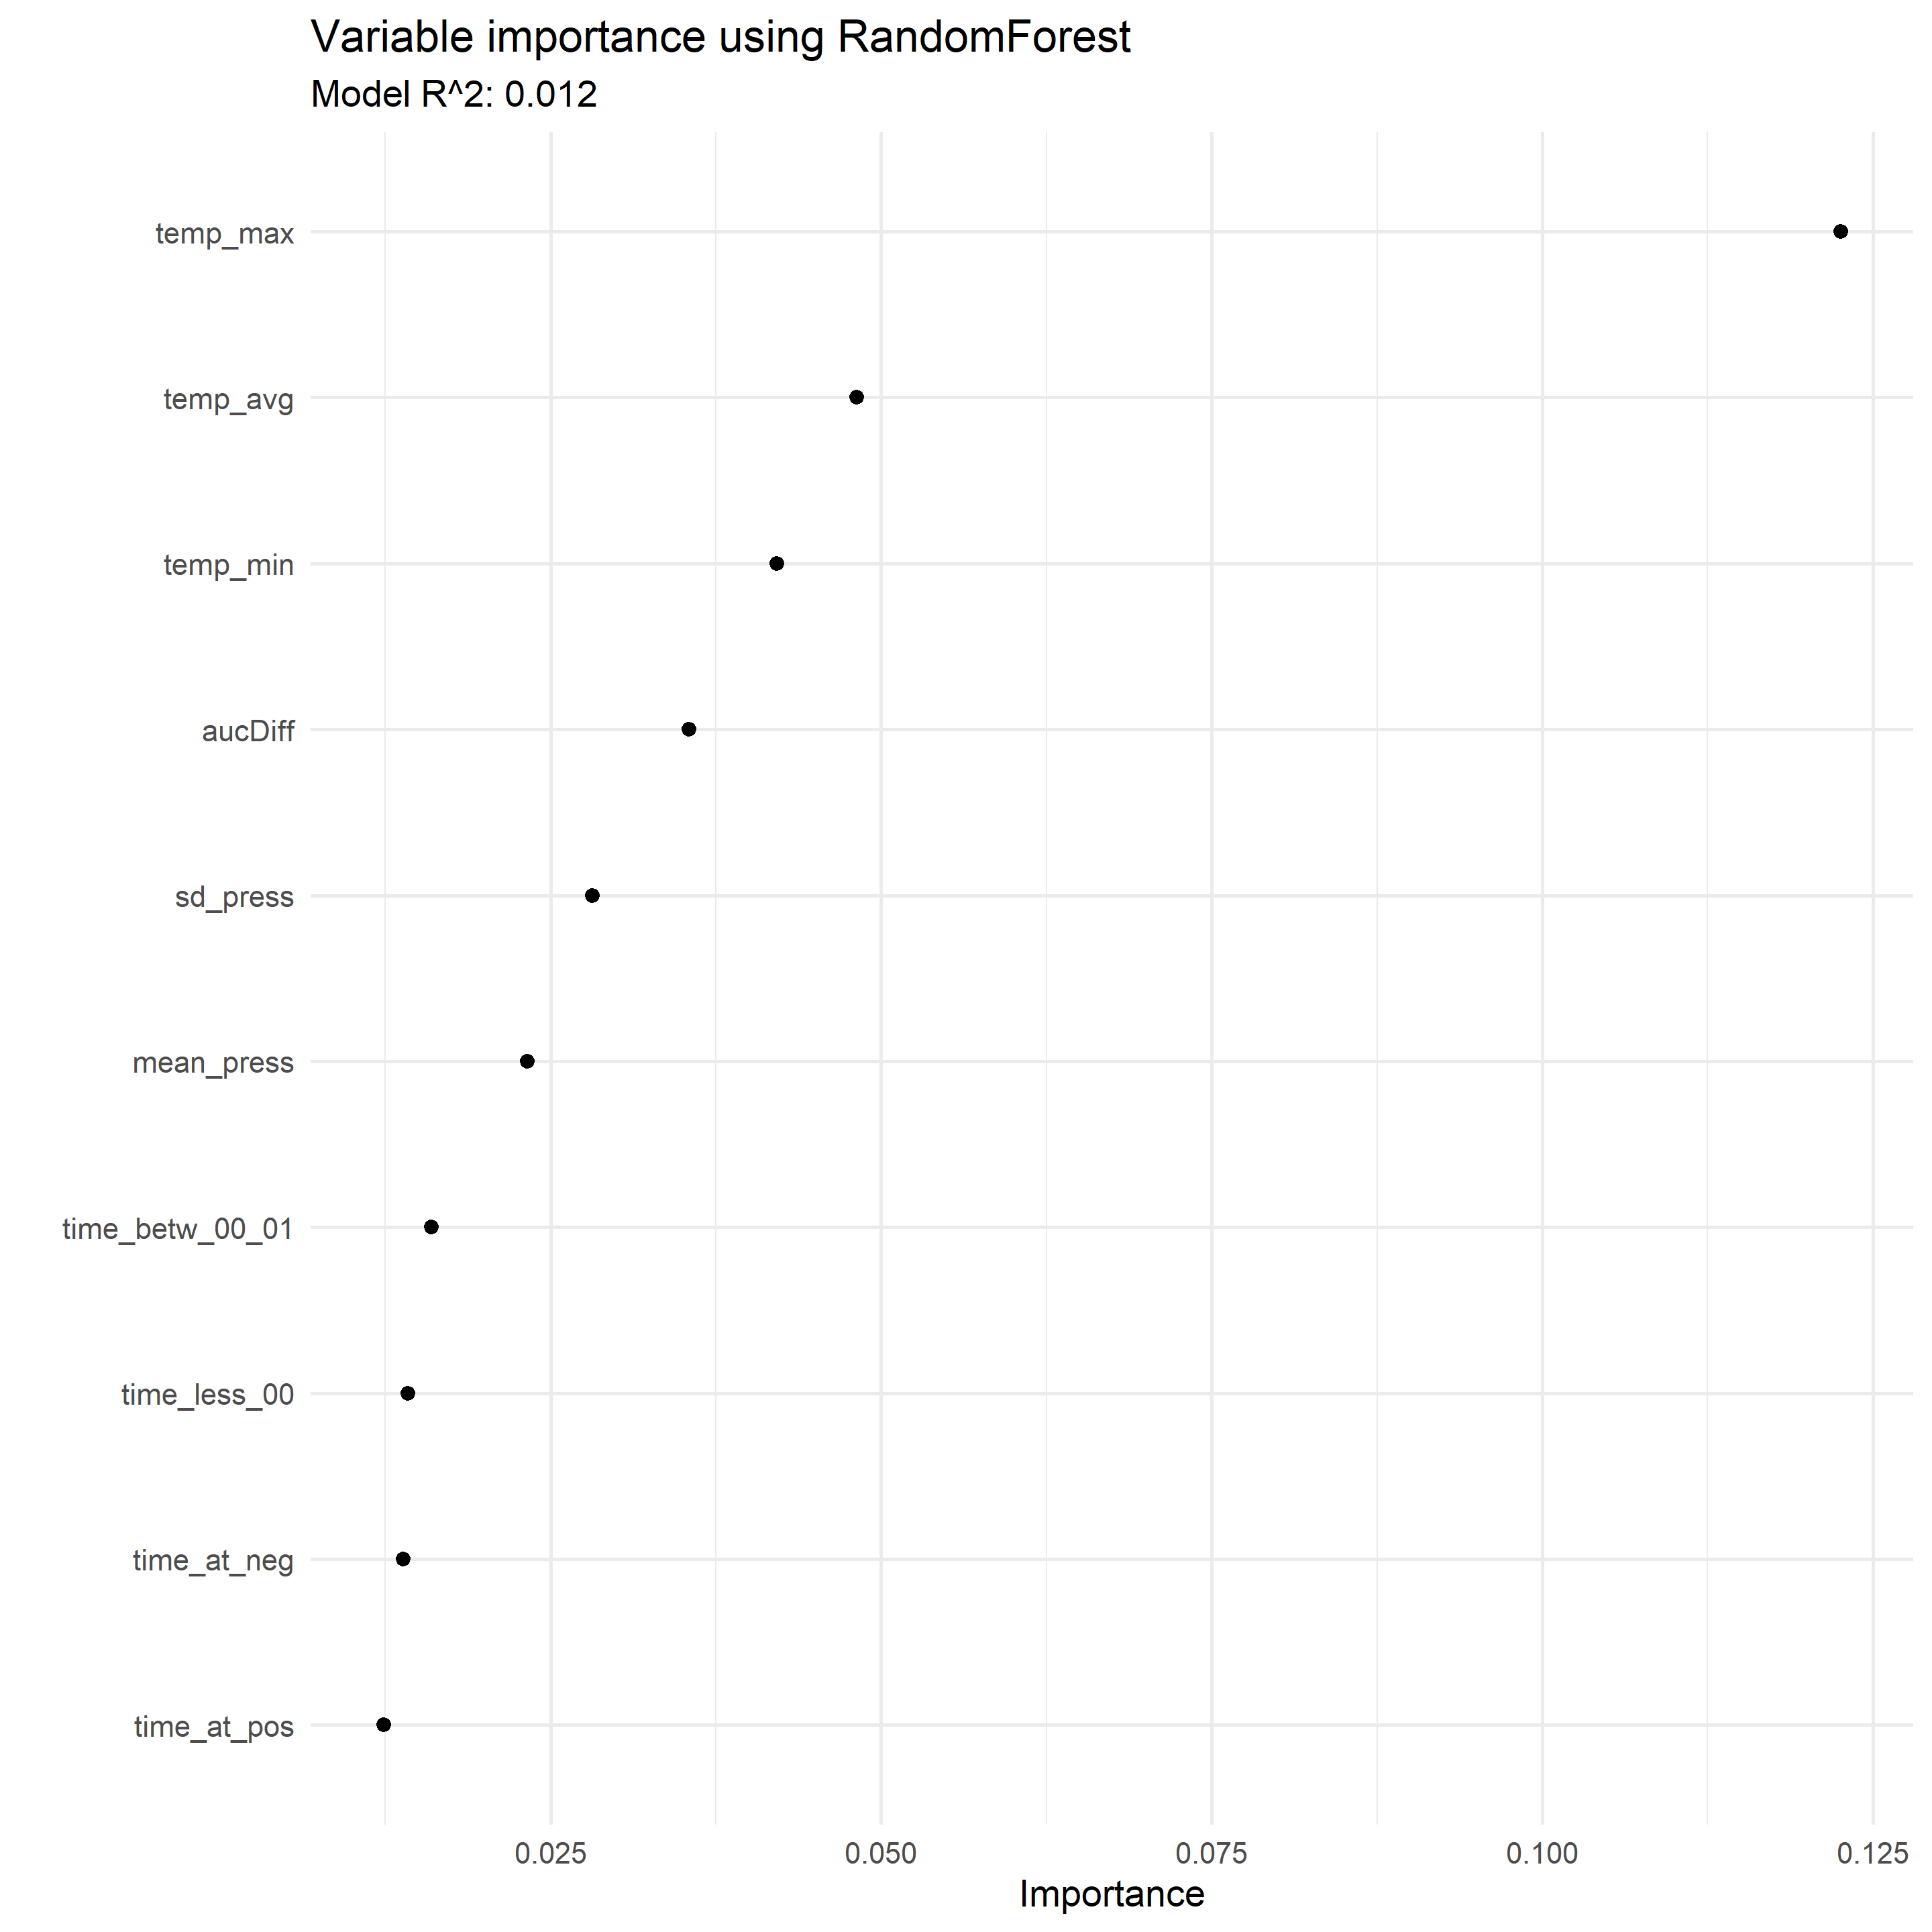 Variable importance using RandomForest
Model R^2: 0.012
temp_max
temp_avg
temp_min
aucDiff
sd_press
mean_press
time_betw_00_01
time_less_00
time_at_neg
time_at_pos
0.025 0.050 0.075 0.100 0.125
Importance